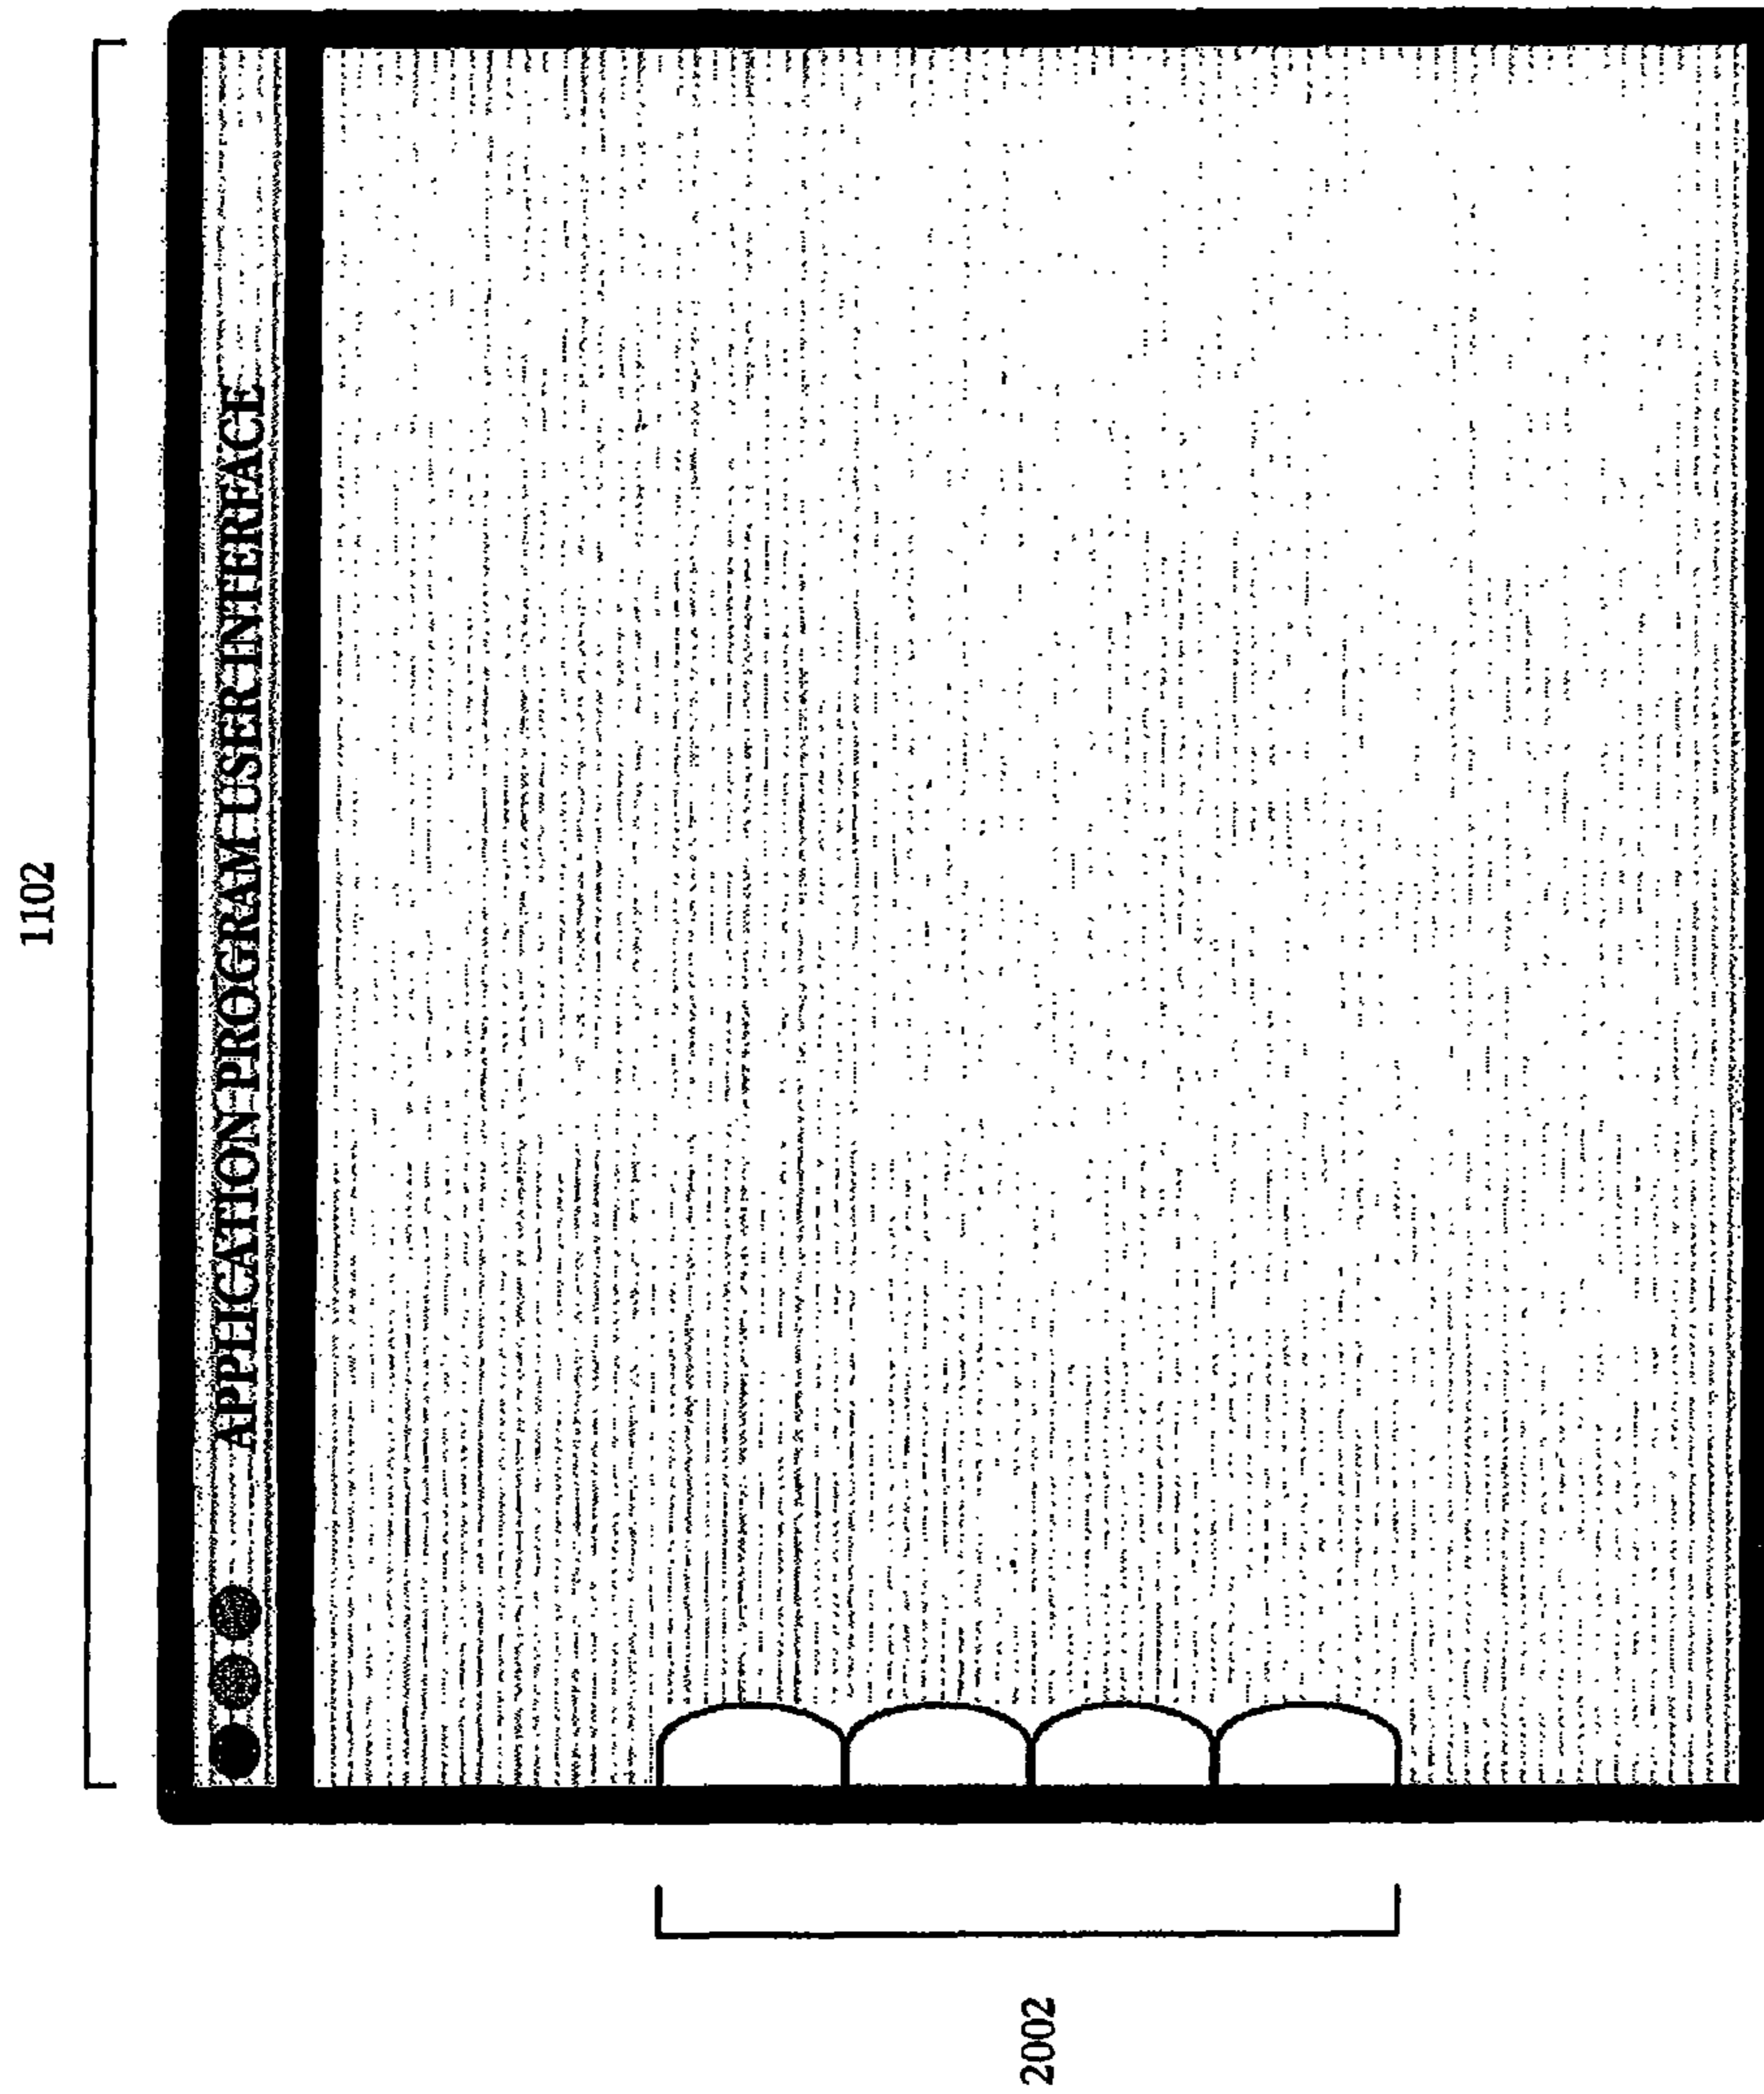 1102
APPLICATION PROGRAM USER INTERFACE
2002